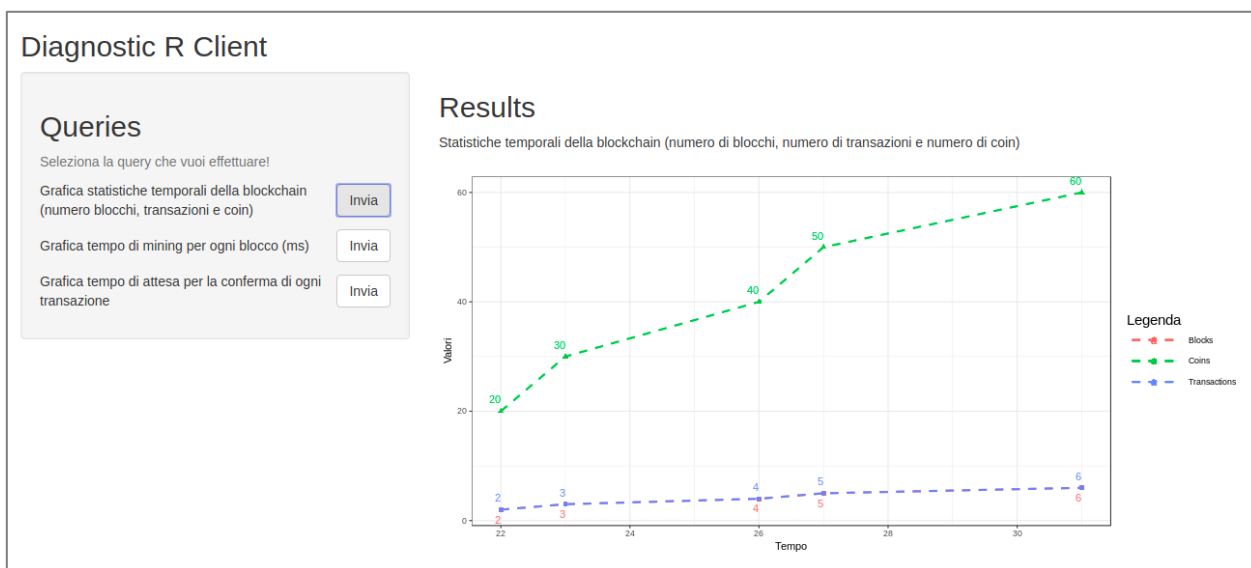 Diagnostic R Client
Queries
Seleziona la query che vuoi effettuare!
Grafica statistiche temporali della blockchain
(numero blocchi, transazioni e coin)
Invia
Grafica tempo di mining per ogni blocco (ms)
Invia
Grafica tempo di attesa per la conferma di ogni
transazione
Invia
Results
Statistiche temporali della blockchain (numero di blocchi, numero di transazioni e numero di coin)
60
40
20
0
Valori
20
30
40
50
60
2
3
4
5
6
2
3
4
5
6
22
24
26
28
30
Tempo
Legenda
Blocks
Coins
Transactions